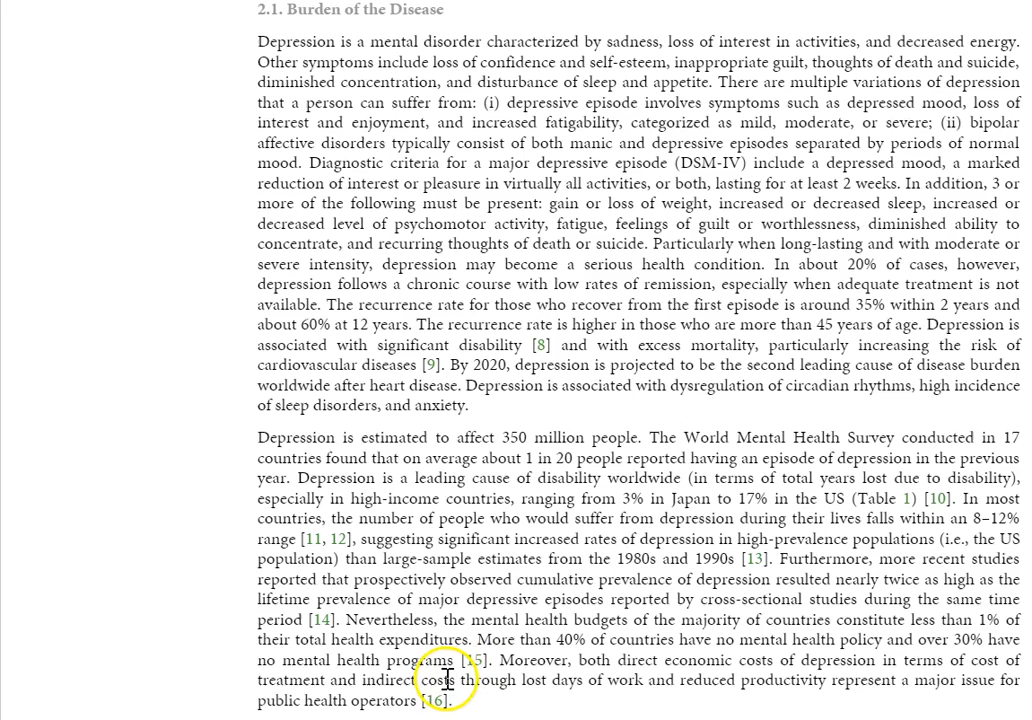 2.1. Burden of the Disease
Depression is a mental disorder characterized by sadness, loss of interest in activities, and decreased energy.
Other symptoms include loss of confidence and self-esteem, inappropriate guilt, thoughts of death and suicide,
diminished concentration, and disturbance of sleep and appetite. There are multiple variations of depression
that a person can suffer from: (i) depressive episode involves symptoms such as depressed mood, loss of
interest and enjoyment, and increased fatigability, categorized as mild, moderate, or severe; (ii) bipolar
affective disorders typically consist of both manic and depressive episodes separated by periods of normal
mood. Diagnostic criteria for a major depressive episode (DSM-IV) include a depressed mood, a marked
reduction of interest or pleasure in virtually all activities, or both, lasting for at least 2 weeks. In addition, 3 or
more of the following must be present: gain or loss of weight, increased or decreased sleep, increased or
decreased level of psychomotor activity, fatigue, feelings of guilt or worthlessness, diminished ability to
concentrate, and recurring thoughts of death or suicide. Particularly when long-lasting and with moderate or
severe intensity, depression may become a serious health condition. In about 20% of cases, however,
depression follows a chronic course with low rates of remission, especially when adequate treatment is not
available. The recurrence rate for those who recover from the first episode is around 35% within 2 years and
about 60% at 12 years. The recurrence rate is higher in those who are more than 45 years of age. Depression is
associated with significant disability [8] and with excess mortality, particularly increasing the risk of
cardiovascular diseases [9]. By 2020, depression is projected to be the second leading cause of disease burden
worldwide after heart disease. Depression is associated with dysregulation of circadian rhythms, high incidence
of sleep disorders, and anxiety.
Depression is estimated to affect 350 million people. The World Mental Health Survey conducted in 17
countries found that on average about 1 in 20 people reported having an episode of depression in the previous
year. Depression is a leading cause of disability worldwide (in terms of total years lost due to disability),
especially in high-income countries, ranging from 3% in Japan to 17% in the US (Table 1) [10]. In most
countries, the number of people who would suffer from depression during their lives falls within an 8–12%
range [11, 12], suggesting significant increased rates of depression in high-prevalence populations (i.e., the US
population) than large-sample estimates from the 1980s and 1990s [13]. Furthermore, more recent studies
reported that prospectively observed cumulative prevalence of depression resulted nearly twice as high as the
lifetime prevalence of major depressive episodes reported by cross-sectional studies during the same time
period [14]. Nevertheless, the mental health budgets of the majority of countries constitute less than 1% of
their total health expenditures. More than 40% of countries have no mental health policy and over 30% have
no mental health programs [15]. Moreover, both direct economic costs of depression in terms of cost of
treatment and indirect costs through lost days of work and reduced productivity represent a major issue for
public health operators [16].